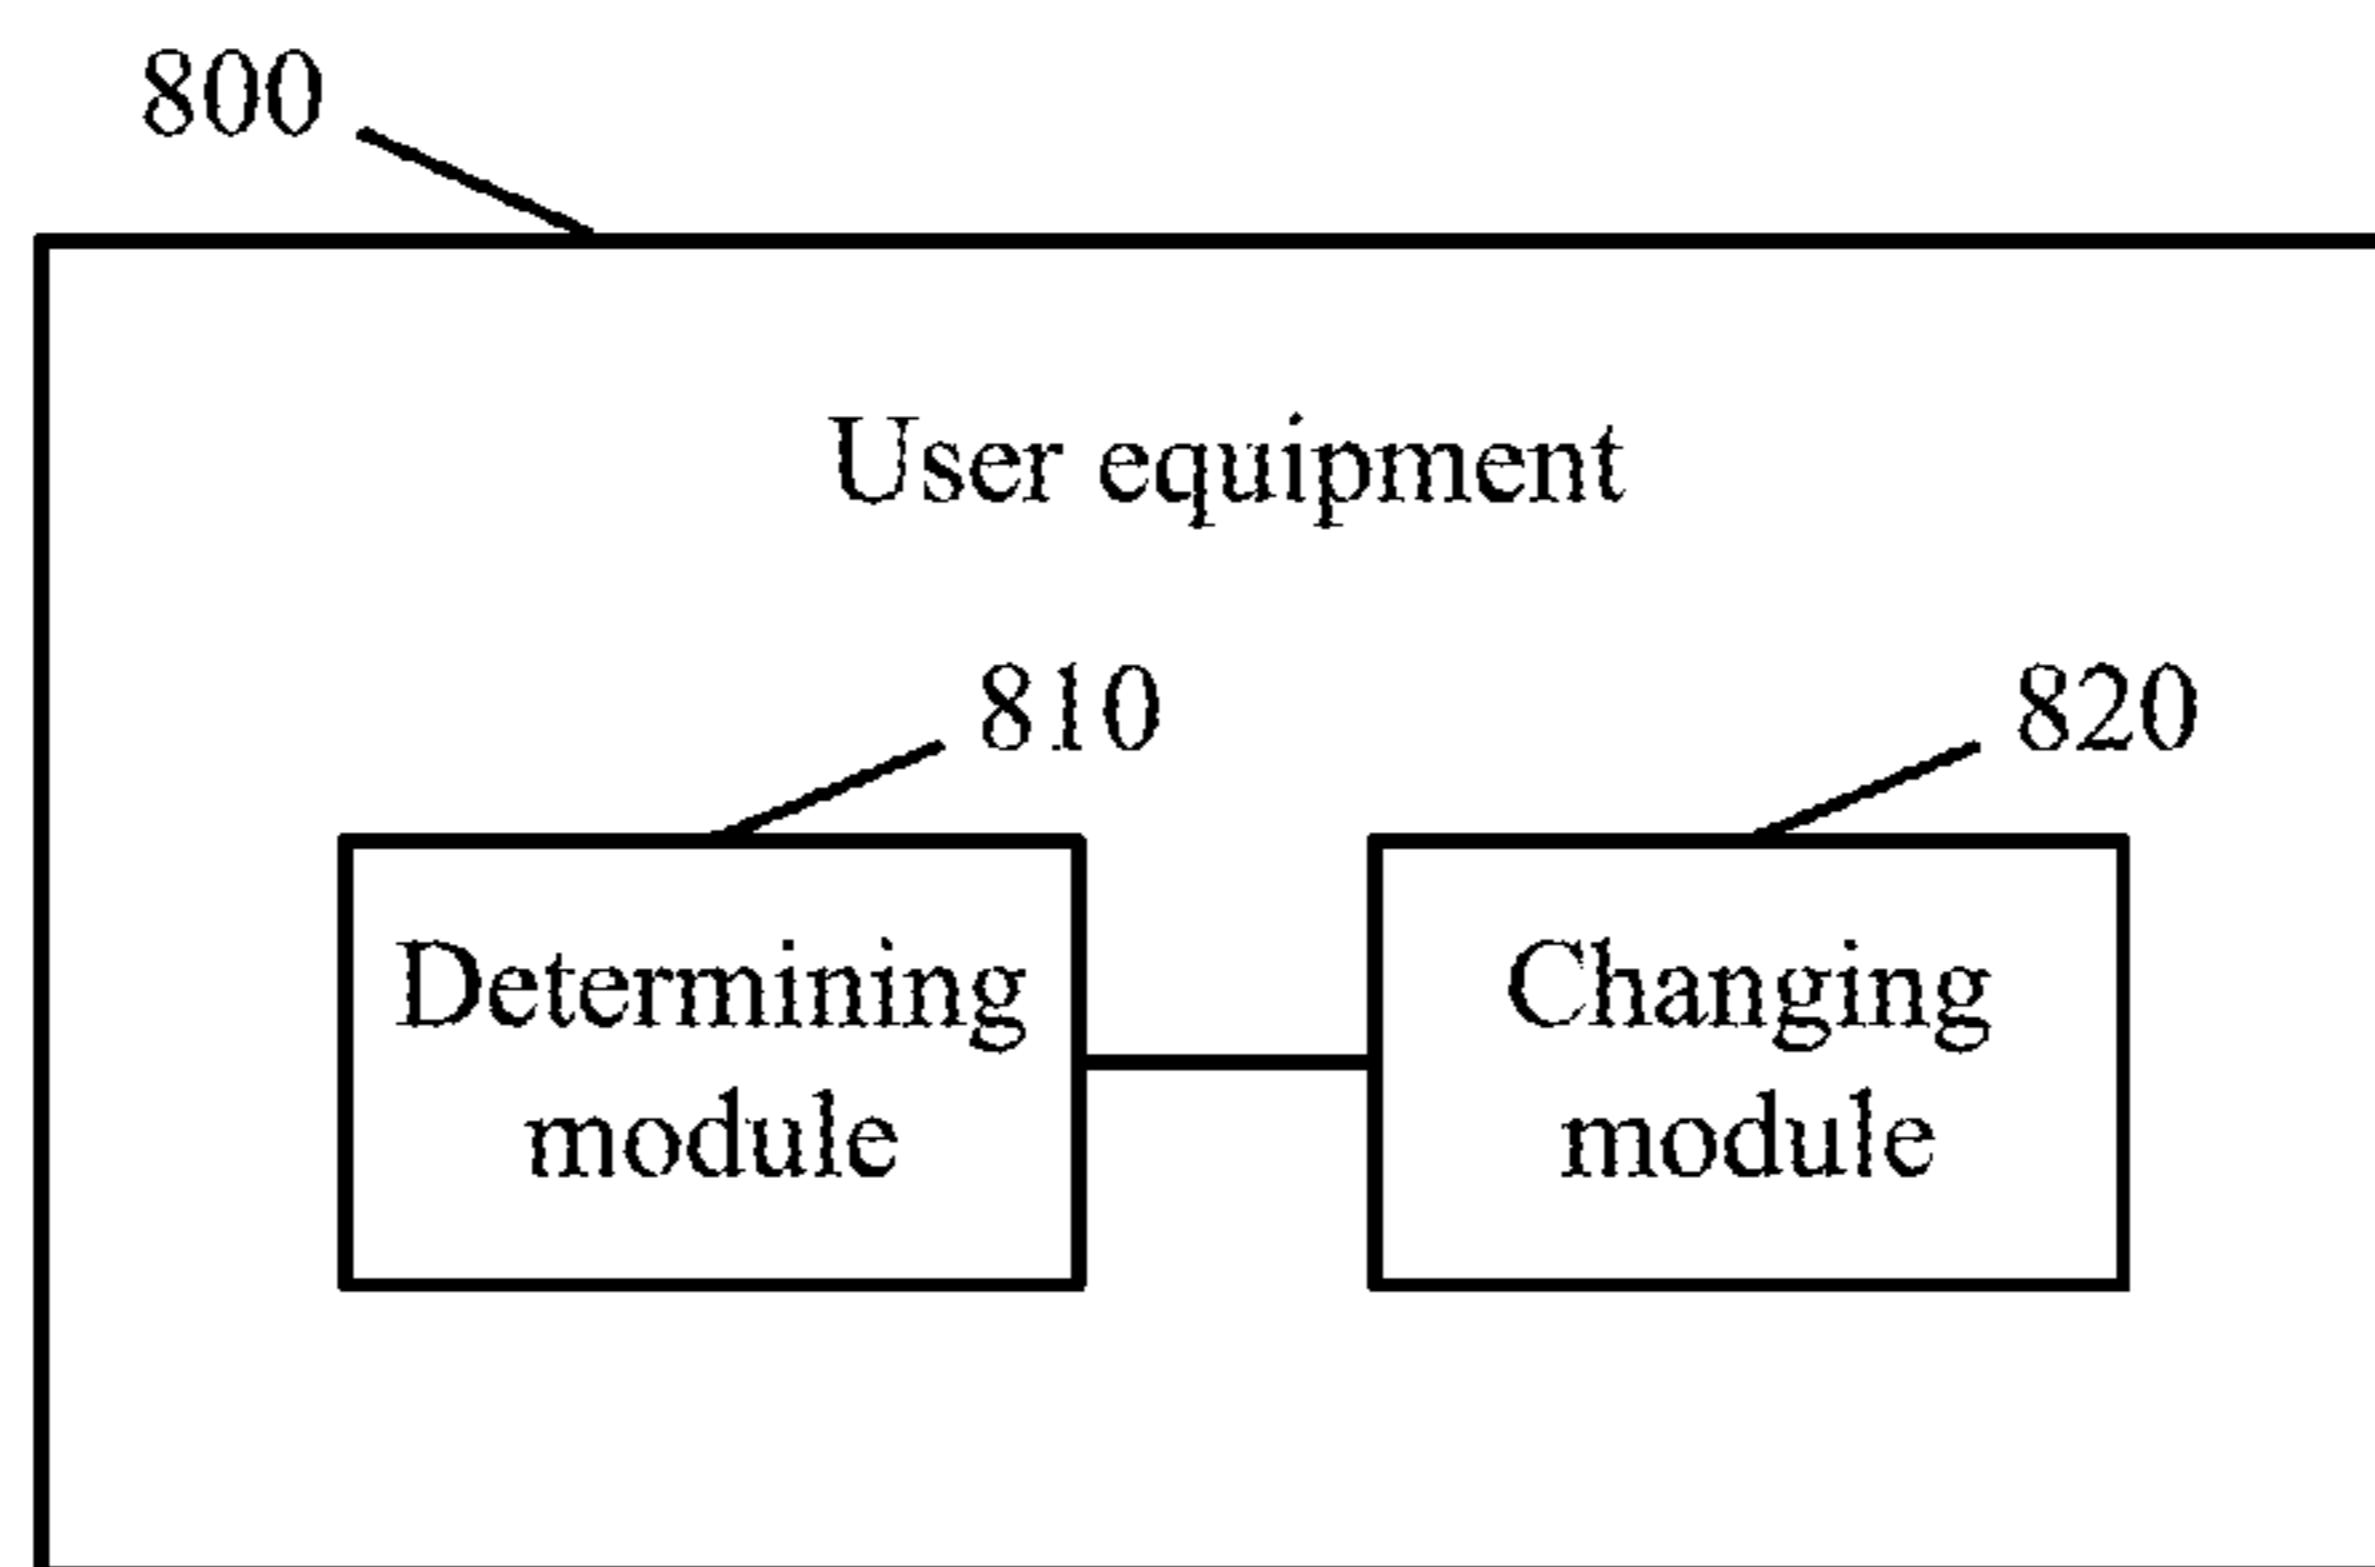 800
User equipment
810
820
Determining
module
Changing
module